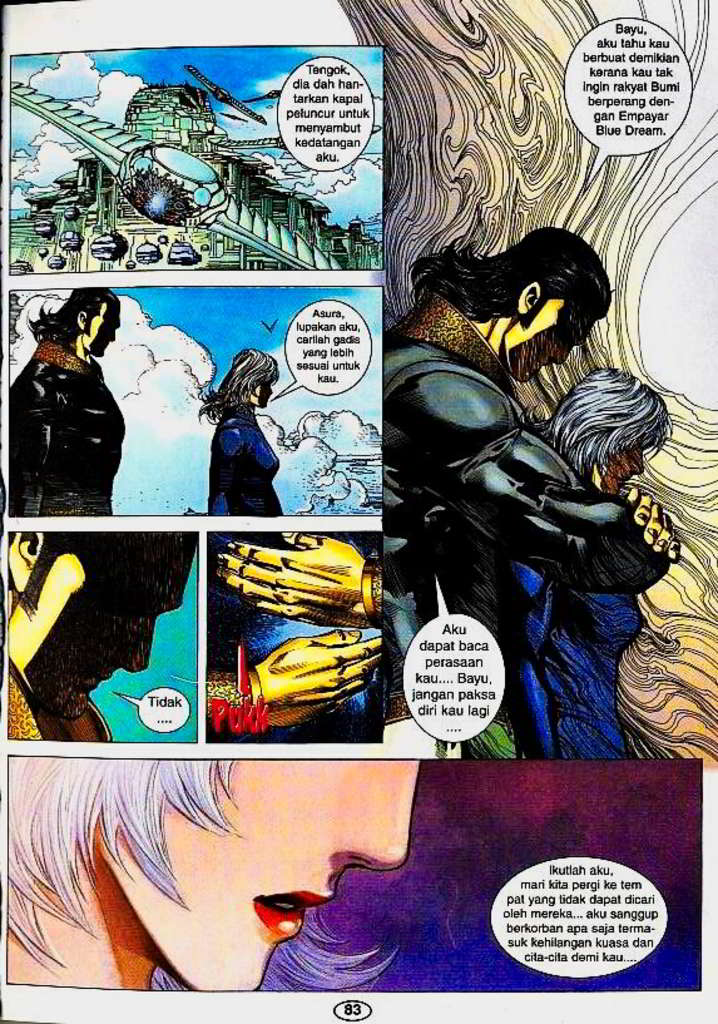 Tengok,
dia dah han-
tarkan kapal
peluncur untuk
menyambut
kedatangan
aku.
Asura,
lupakan aku,
carilah gadis
yang lebih
sesuai untuk
kau.
Tidak
....
Pukk
Bayu,
aku tahu kau
berbuat demikian
kerana kau tak
ingin rakyat Bumi
berperang den-
gan Empayar
Blue Dream.
Aku
dapat baca
perasaan
kau.... Bayu,
jangan paksa
diri kau lagi
....
Ikutlah aku,
mari kita pergi ke tem
pat yang tidak dapat dicari
oleh mereka... aku sanggup
berkorban apa saja terma-
suk kehilangan kuasa dan
cita-cita demi kau....
83